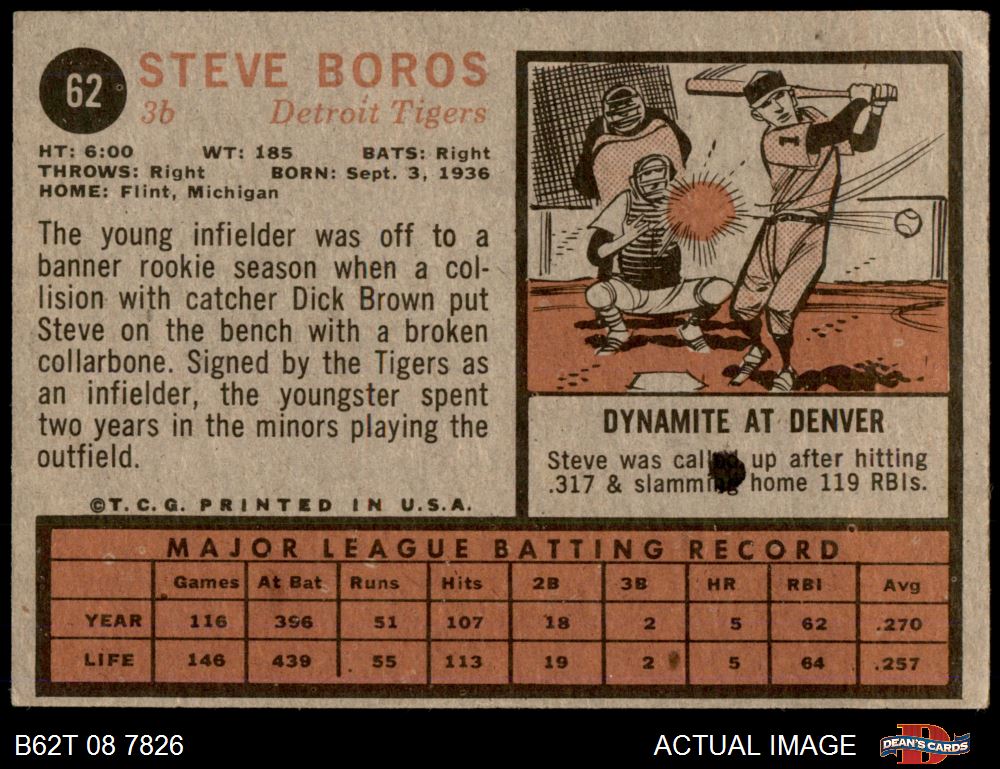 62
STEVE BOROS
3b Detroit Tigers
HT: 6:00 WT: 185 BATS: Right
THROWS: Right BORN: Sept. 3, 1936
HOME: Flint, Michigan
The young infielder was off to a
banner rookie season when a col-
lision with catcher Dick Brown put
Steve on the bench with a broken
collarbone. Signed by the Tigers as
an infielder, the youngster spent
two years in the minors playing the
outfield.
©T.C.G. PRINTED IN U.S.A.
1
DYNAMITE AT DENVER
Steve was called up after hitting
.317 & slamming home 119 RBIs.
MAJOR LEAGUE BATTING RECORD
Games At Bat Runs Hits 2B 3B HR RBI Avg
YEAR 116 396 51 107 18 2 5 62 .270
LIFE 146 439 55 113 19 2 5 64 .257
B62T 08 7826
ACTUAL IMAGE
DEAN'S CARDS